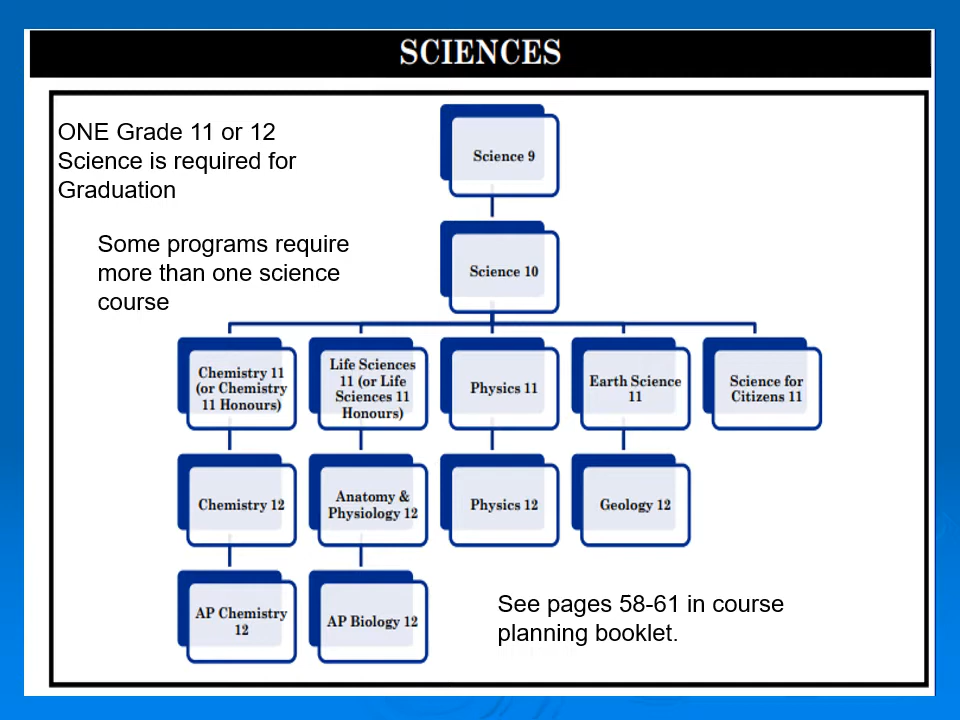 SCIENCES
ONE Grade 11 or 12
Science is required for
Graduation
Some programs require
more than one science
course
Science 9
Science 10
Chemistry 11
(or Chemistry
11 Honours)
Life Sciences
11 (or Life
Sciences 11
Honours)
Physics 11
Earth Science
11
Science for
Citizens 11
Chemistry 12
Anatomy &
Physiology 12
Physics 12
Geology 12
AP Chemistry
12
AP Biology 12
See pages 58-61 in course
planning booklet.